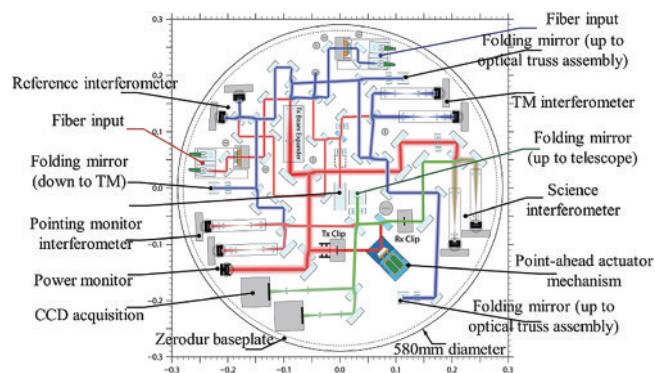 Fiber input
Folding mirror (up to
optical truss assembly)
TM interferometer
Folding mirror
(up to telescope)
Science
interferometer
Point-ahead actuator
mechanism
Folding mirror (up to
optical truss assembly)
580mm diameter
Reference interferometer
Fiber input
Folding mirror
(down to TM)
Pointing monitor
interferometer
Power monitor
CCD acquisition
Zerodur baseplate
Tx Beam Expander
Tx Clip
Rx Clip
0.3
0.2
0.1
0.0
−0.1
−0.2
−0.3
−0.3
−0.2
−0.1
0.0
0.1
0.2
0.3